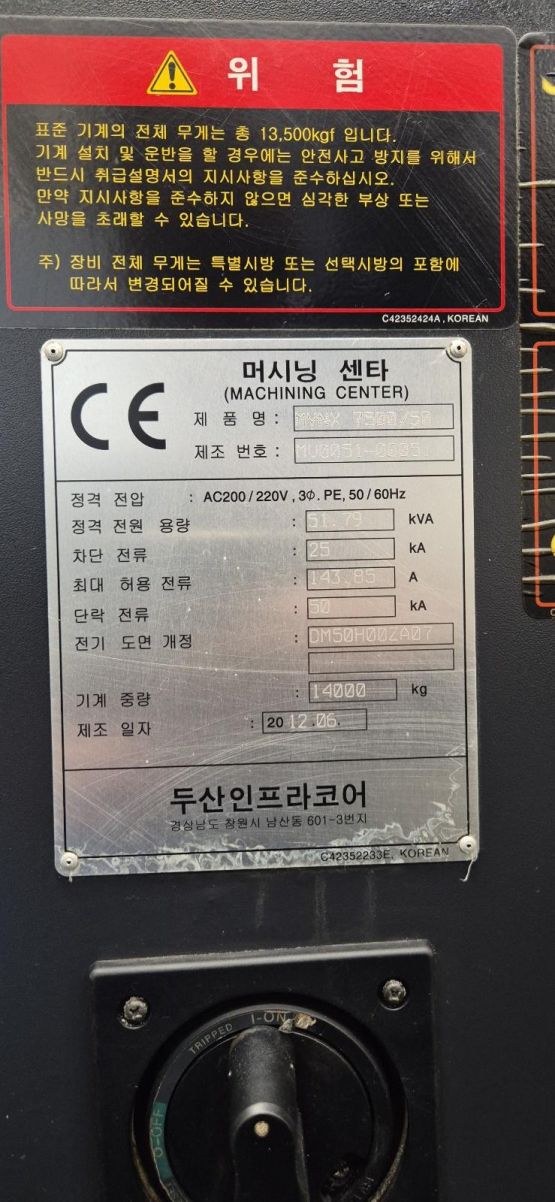 위 험
표준 기계의 전체 무게는 총 13,500kgf 입니다.
기계 설치 및 운반을 할 경우에는 안전사고 방지를 위해서
반드시 취급설명서의 지시사항을 준수하십시오.
만약 지시사항을 준수하지 않으면 심각한 부상 또는
사망을 초래할 수 있습니다.
주) 장비 전체 무게는 특별시방 또는 선택시방의 포함에
따라서 변경되어질 수 있습니다.
C42352424A, KOREAN
CE
머시닝 센타
(MACHINING CENTER)
제 품 명 : 7500/50
제조 번호 : MV0051-0695
정격 전압 : AC200/220V, 3Φ. PE, 50/60Hz
정격 전원 용량 : 51.79 kVA
차단 전류 : 25 kA
최대 허용 전류 : 143.85 A
단락 전류 : 50 kA
전기 도면 개정 : DM50H00ZA07
기계 중량 : 14000 kg
제조 일자 : 20 12.06.
두산인프라코어
경상남도 창원시 남산동 601-3번지
C42352233E, KOREAN
TRIPPED I-ON
O-OFF